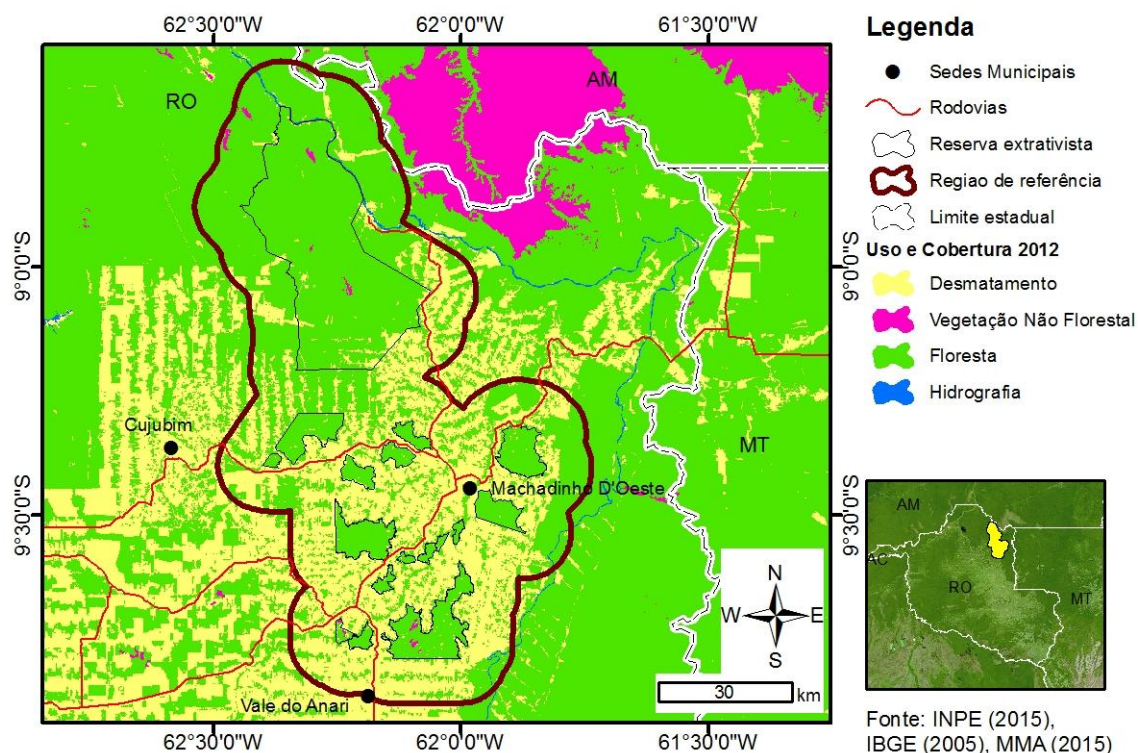 62°30'0"W 62°0'0"W 61°30'0"W
Legenda
Sedes Municipais
Rodovias
Reserva extrativista
Regiao de referência
Limite estadual
Uso e Cobertura 2012
Desmatamento
Vegetação Não Florestal
Floresta
Hidrografia
RO
AM
9°0'0"S
9°0'0"S
Cujubim
MT
Machadinho D'Oeste
9°30'0"S
9°30'0"S
N
W E
S
30 km
Vale do Anari
62°30'0"W 62°0'0"W 61°30'0"W
AM
AC
RO
MT
Fonte: INPE (2015),
IBGE (2005), MMA (2015)